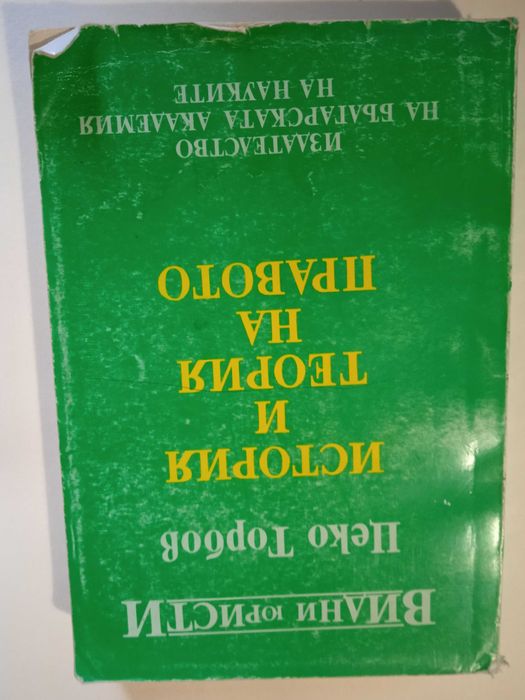 ВИДНИ ЮРИСТИ
Цеко Торбов
ИСТОРИЯ
И
ТЕОРИЯ
НА
ПРАВОТО
ИЗДАТЕЛСТВО
НА БЪЛГАРСКАТА АКАДЕМИЯ
НА НАУКИТЕ